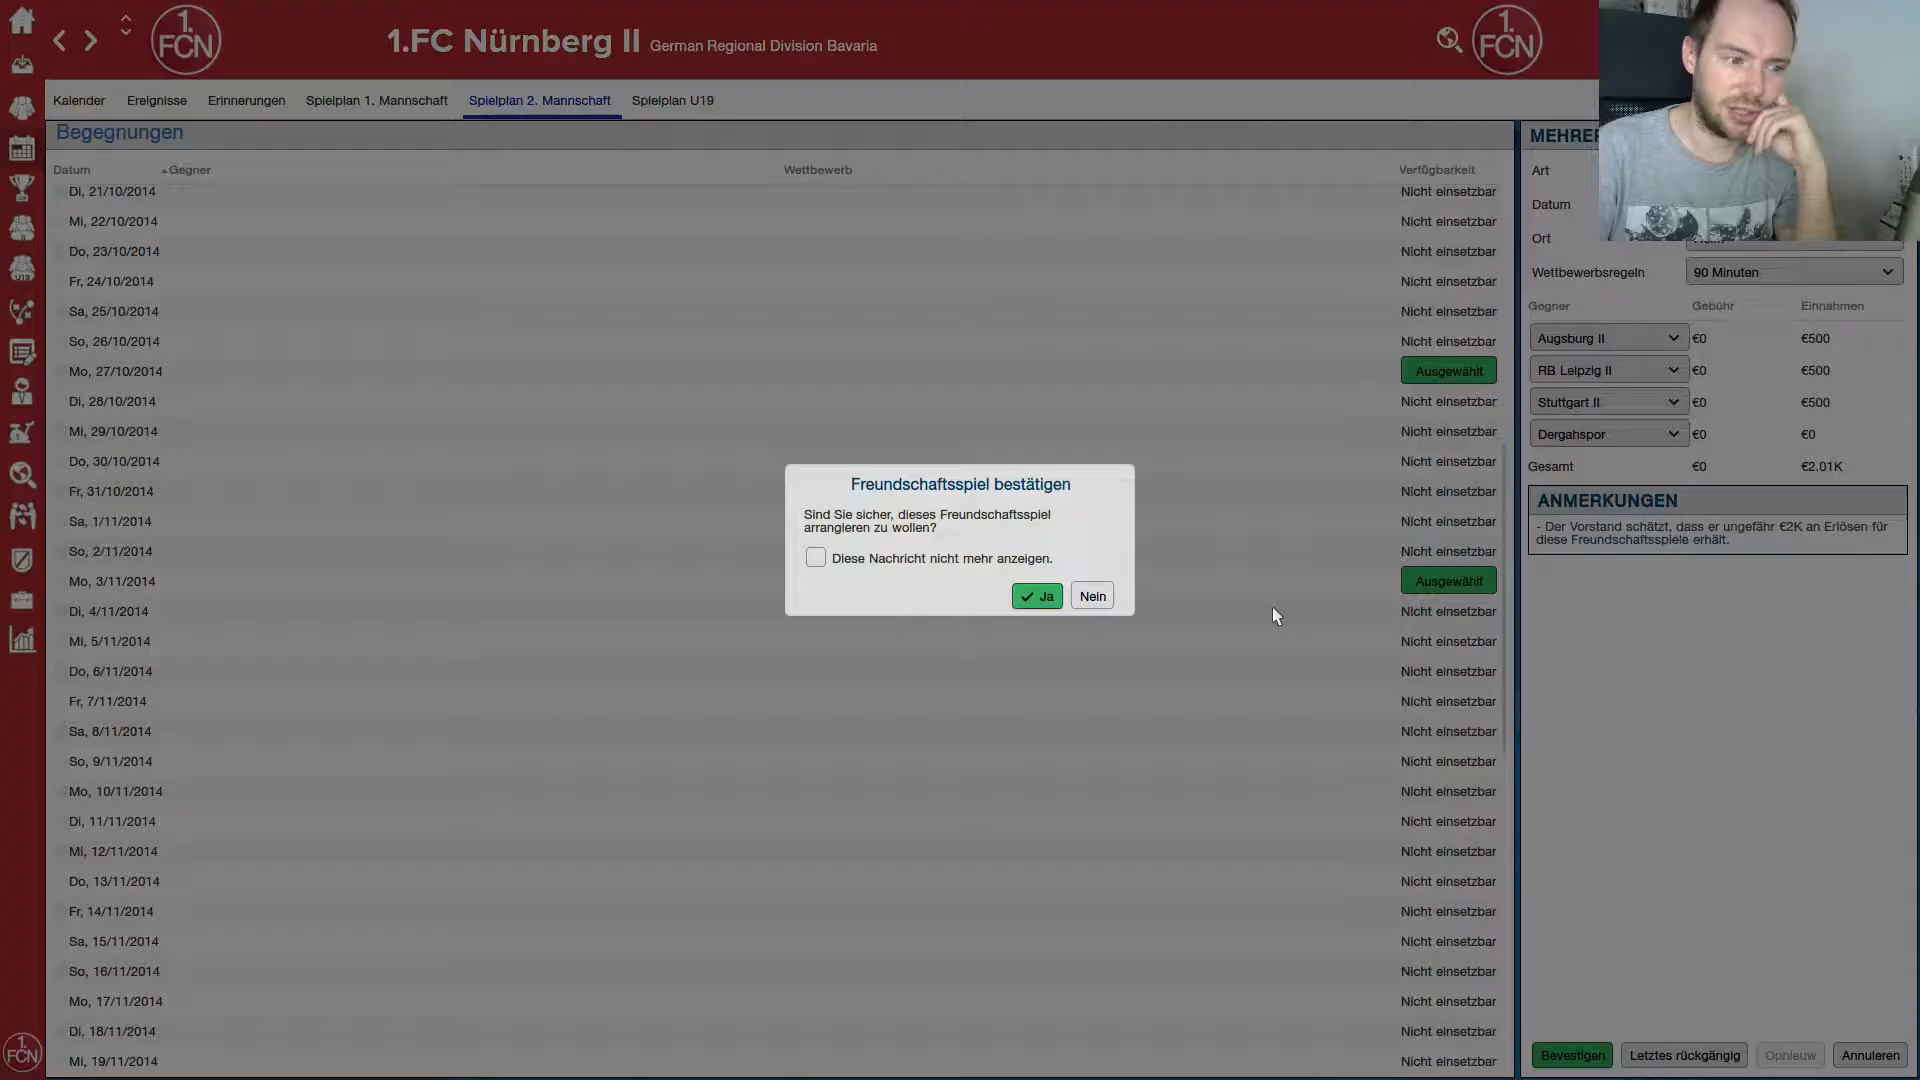 1. FCN
1.FC Nürnberg II German Regional Division Bavaria
1. FCN
Kalender Ereignisse Erinnerungen Spielplan 1. Mannschaft Spielplan 2. Mannschaft Spielplan U19
Begegnungen
Datum Gegner Wettbewerb Verfügbarkeit
Di, 21/10/2014 Nicht einsetzbar
Mi, 22/10/2014 Nicht einsetzbar
Do, 23/10/2014 Nicht einsetzbar
Fr, 24/10/2014 Nicht einsetzbar
Sa, 25/10/2014 Nicht einsetzbar
So, 26/10/2014 Nicht einsetzbar
Mo, 27/10/2014 Ausgewählt
Di, 28/10/2014 Nicht einsetzbar
Mi, 29/10/2014 Nicht einsetzbar
Do, 30/10/2014 Nicht einsetzbar
Fr, 31/10/2014 Nicht einsetzbar
Sa, 1/11/2014 Nicht einsetzbar
So, 2/11/2014 Nicht einsetzbar
Mo, 3/11/2014 Ausgewählt
Di, 4/11/2014 Nicht einsetzbar
Mi, 5/11/2014 Nicht einsetzbar
Do, 6/11/2014 Nicht einsetzbar
Fr, 7/11/2014 Nicht einsetzbar
Sa, 8/11/2014 Nicht einsetzbar
So, 9/11/2014 Nicht einsetzbar
Mo, 10/11/2014 Nicht einsetzbar
Di, 11/11/2014 Nicht einsetzbar
Mi, 12/11/2014 Nicht einsetzbar
Do, 13/11/2014 Nicht einsetzbar
Fr, 14/11/2014 Nicht einsetzbar
Sa, 15/11/2014 Nicht einsetzbar
So, 16/11/2014 Nicht einsetzbar
Mo, 17/11/2014 Nicht einsetzbar
Di, 18/11/2014 Nicht einsetzbar
Mi, 19/11/2014 Nicht einsetzbar
Freundschaftsspiel bestätigen
Sind Sie sicher, dieses Freundschaftsspiel
arrangieren zu wollen?
Diese Nachricht nicht mehr anzeigen.
Ja Nein
Art
Datum
Ort
Wettbewerbsregeln 90 Minuten
Gegner Gebühr Einnahmen
Augsburg II €0 €500
RB Leipzig II €0 €500
Stuttgart II €0 €500
Dergahspor €0 €0
Gesamt €0 €2.01K
ANMERKUNGEN
- Der Vorstand schätzt, dass er ungefähr €2K an Erlösen für
diese Freundschaftsspiele erhält.
Bevestigen Letztes rückgängig Opnieuw Annuleren
U19
1. FCN